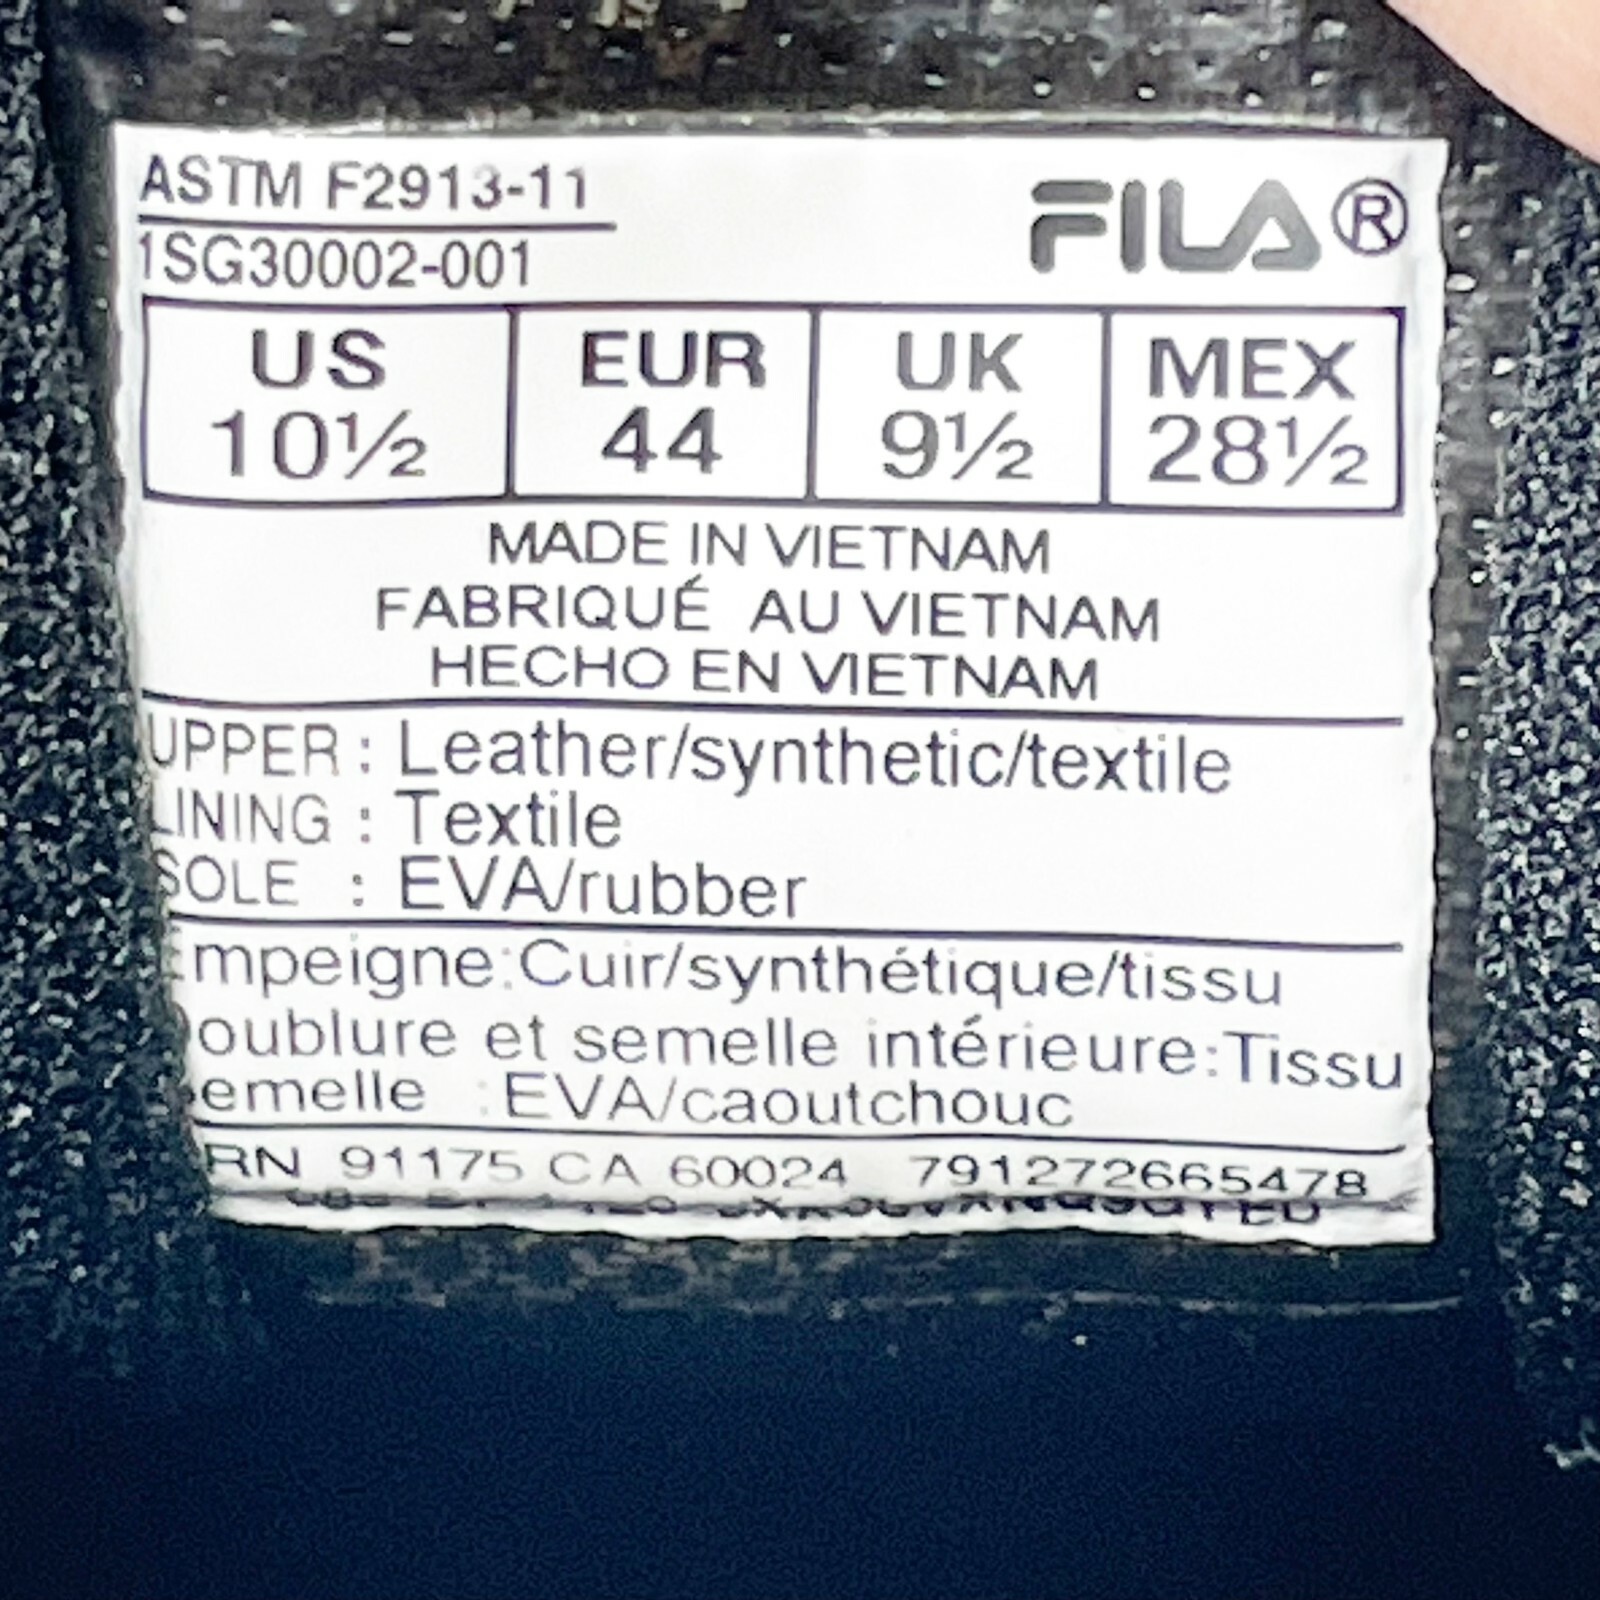 ASTM F2913-11
1SG30002-001
FILA®
US EUR UK MEX
10½ 44 9½ 28½
MADE IN VIETNAM
FABRIQUÉ AU VIETNAM
HECHO EN VIETNAM
UPPER : Leather/synthetic/textile
LINING : Textile
SOLE : EVA/rubber
Empeigne:Cuir/synthétique/tissu
Doublure et semelle intérieure:Tissu
Semelle :EVA/caoutchouc
RN 91175 CA 60024 791272665478